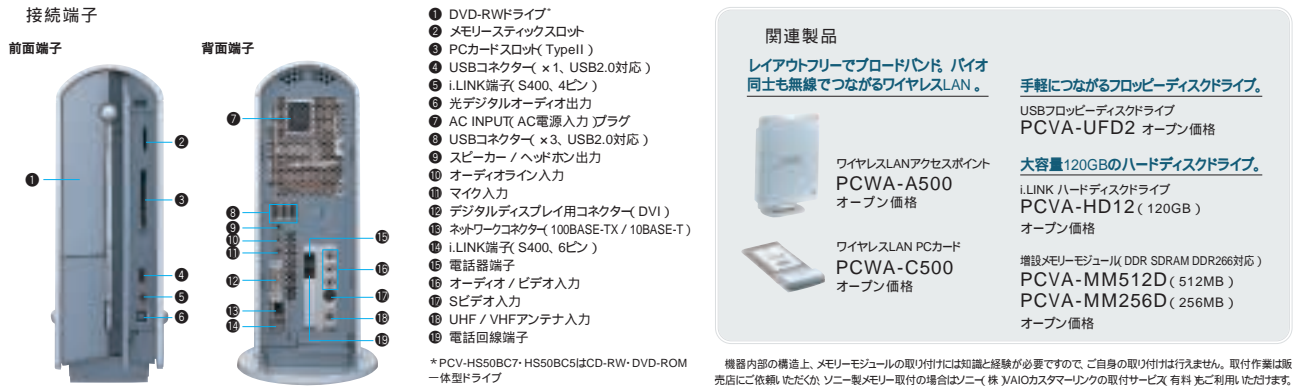 接続端子
前面端子
背面端子
❶ DVD-RWドライブ*
❷ メモリースティックスロット
❸ PCカードスロット(TypeII)
❹ USBコネクター(×1、USB2.0対応)
❺ i.LINK端子(S400、4ピン)
❻ 光デジタルオーディオ出力
❼ AC INPUT(AC電源入力)プラグ
❽ USBコネクター(×3、USB2.0対応)
❾ スピーカー / ヘッドホン出力
❿ オーディオライン入力
⓫ マイク入力
⓬ デジタルディスプレイ用コネクター(DVI)
⓭ ネットワークコネクター(100BASE-TX / 10BASE-T)
⓮ i.LINK端子(S400、6ピン)
⓯ 電話器端子
⓰ オーディオ / ビデオ入力
⓱ Sビデオ入力
⓲ UHF / VHFアンテナ入力
⓳ 電話回線端子
*PCV-HS50BC7・HS50BC5はCD-RW・DVD-ROM
一体型ドライブ
❶
❷
❸
❹
❺
❻
❼
❽
❾
❿
⓫
⓬
⓭
⓮
⓯
⓰
⓱
⓲
⓳
関連製品
レイアウトフリーでブロードバンド。バイオ
同士も無線でつながるワイヤレスLAN。
ワイヤレスLANアクセスポイント
PCWA-A500
オープン価格
ワイヤレスLAN PCカード
PCWA-C500
オープン価格
手軽につながるフロッピーディスクドライブ。
USBフロッピーディスクドライブ
PCVA-UFD2 オープン価格
大容量120GBのハードディスクドライブ。
i.LINK ハードディスクドライブ
PCVA-HD12(120GB)
オープン価格
増設メモリーモジュール(DDR SDRAM DDR266対応)
PCVA-MM512D(512MB)
PCVA-MM256D(256MB)
オープン価格
機器内部の構造上、メモリーモジュールの取り付けには知識と経験が必要ですので、ご自身の取り付けは行えません。取付作業は販
売店にご依頼いただくか、ソニー製メモリー取付の場合はソニー(株)VAIOカスタマーリンクの取付サービス(有料)をご利用いただけます。